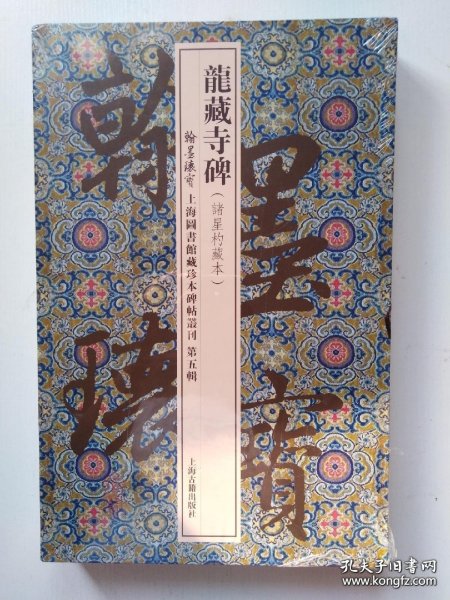 龍藏寺碑
（諸星杓藏本）
翰墨瓌寶
上海圖書館藏珍本碑帖叢刊 第五輯
上海古籍出版社
翰墨
瓌寶
孔夫子旧书网
www.kongfz.com